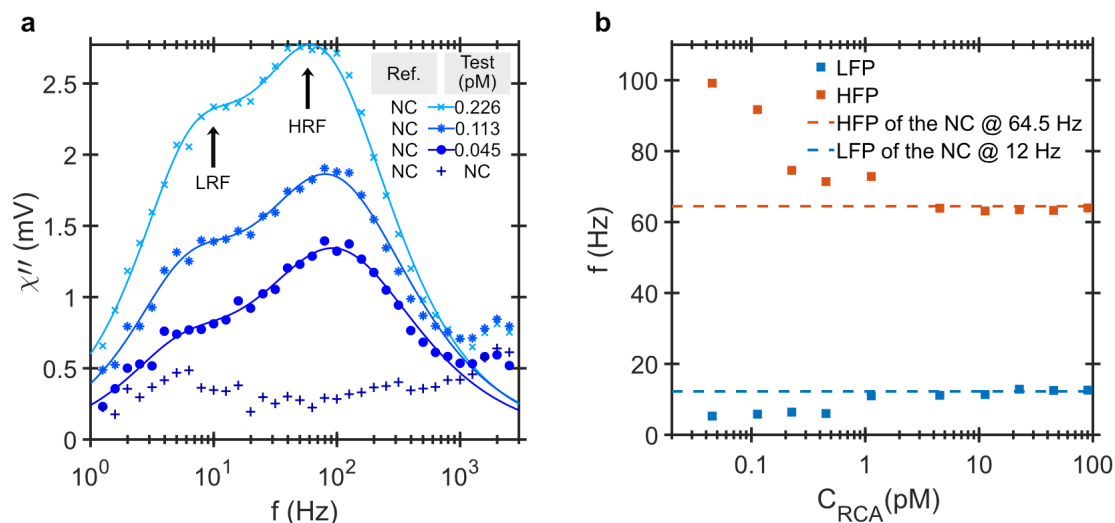 a
χ′′ (mV)
2.5
2
1.5
1
0.5
0
Ref. Test (pM)
NC 0.226
NC 0.113
NC 0.045
NC NC
LRF
HRF
10^0 10^1 10^2 10^3
f (Hz)
b
f (Hz)
100
80
60
40
20
0
LFP
HFP
HFP of the NC @ 64.5 Hz
LFP of the NC @ 12 Hz
0.1 1 10 100
C_RCA (pM)